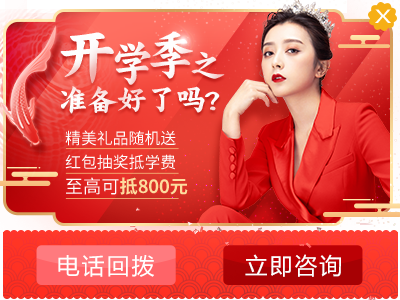 开学季之
准备好了吗?
精美礼品随机送
红包抽奖抵学费
至高可抵800元
电话回拨
立即咨询